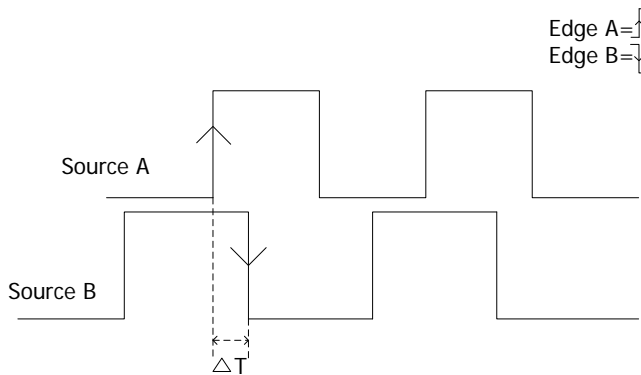 Edge A=
Edge B=
Source A
Source B
△T